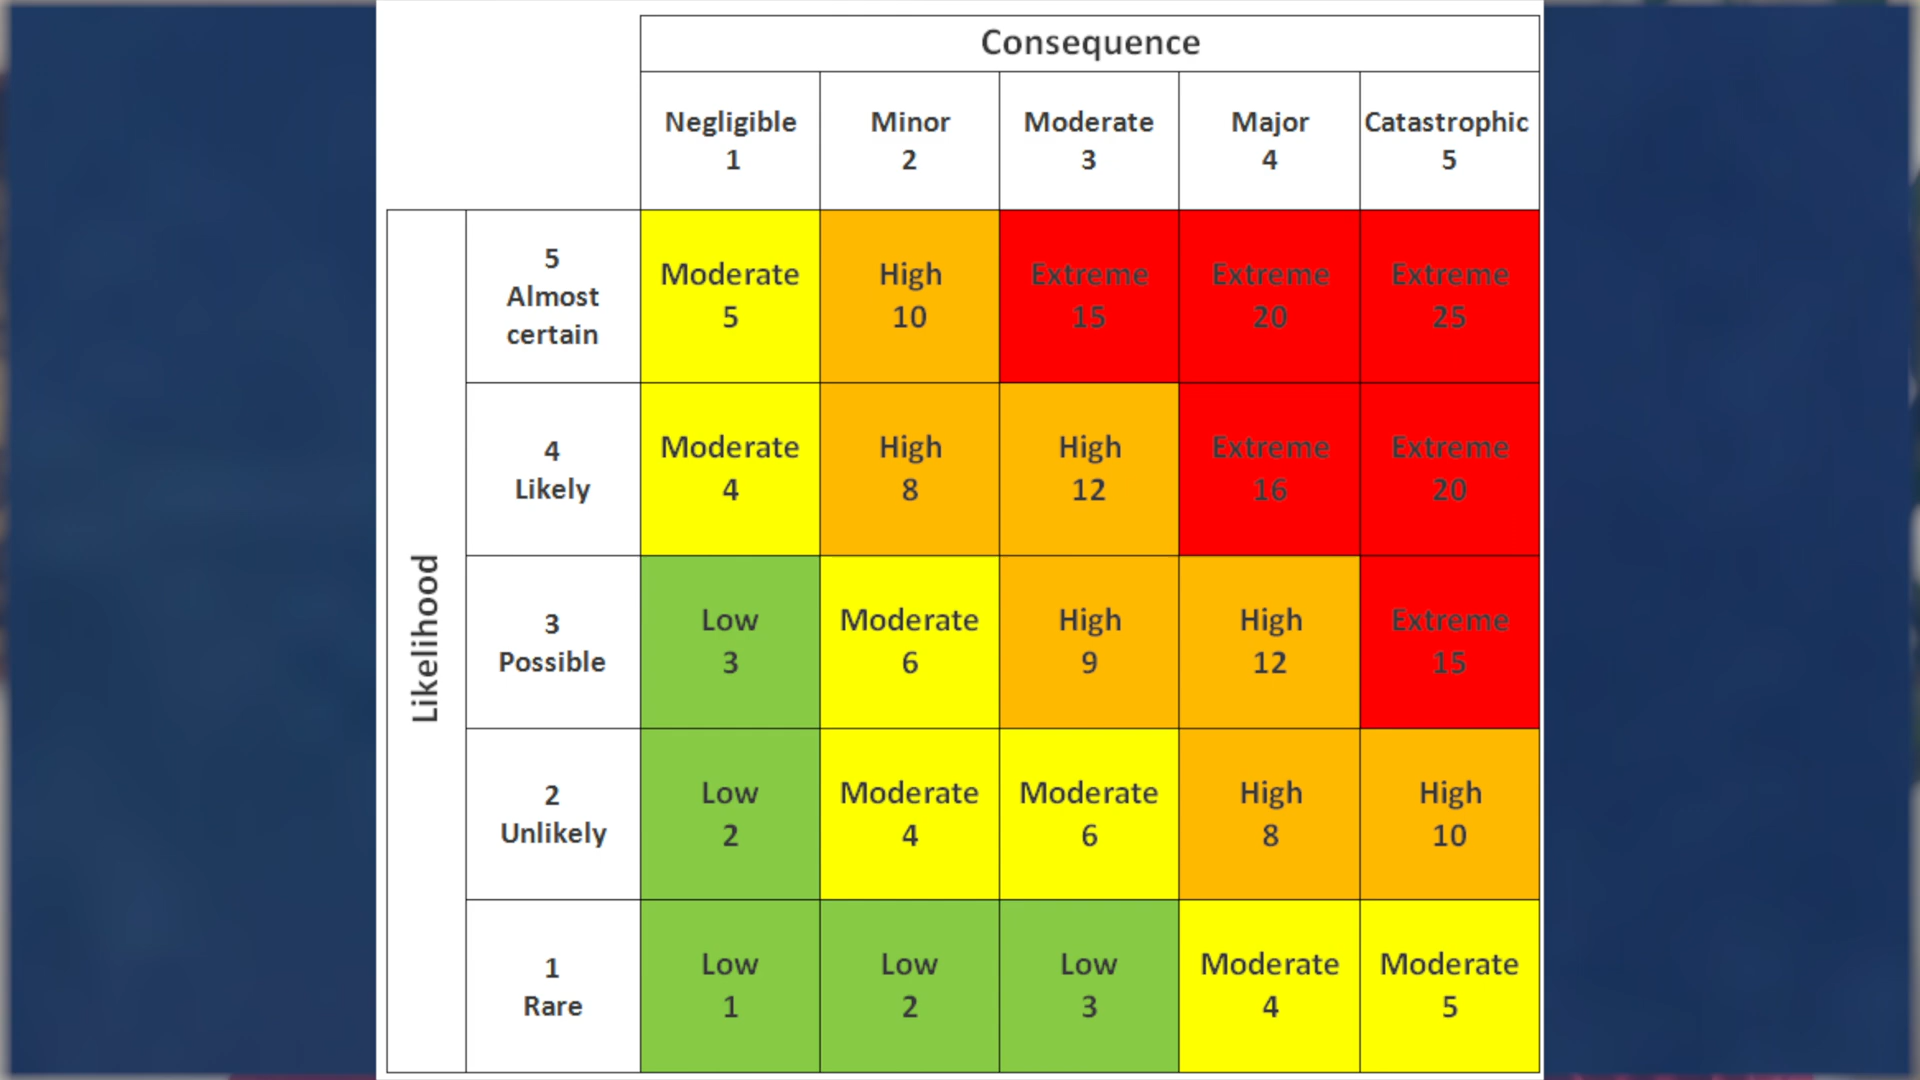 Consequence
Negligible
1
Minor
2
Moderate
3
Major
4
Catastrophic
5
Likelihood
5
Almost
certain
Moderate
5
High
10
Extreme
15
Extreme
20
Extreme
25
4
Likely
Moderate
4
High
8
High
12
Extreme
16
Extreme
20
3
Possible
Low
3
Moderate
6
High
9
High
12
Extreme
15
2
Unlikely
Low
2
Moderate
4
Moderate
6
High
8
High
10
1
Rare
Low
1
Low
2
Low
3
Moderate
4
Moderate
5